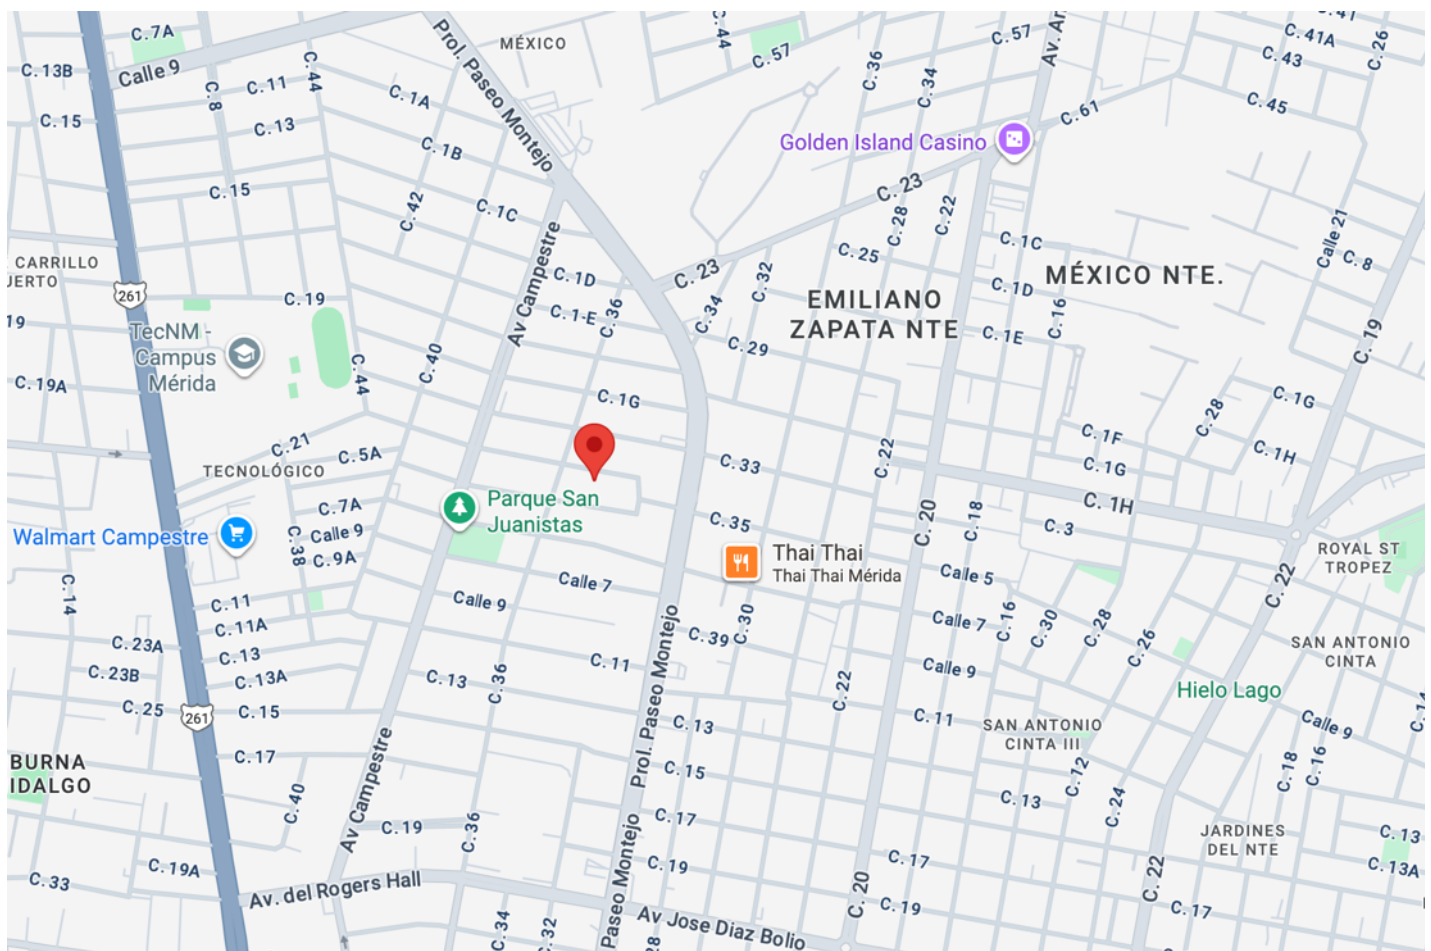 C. 7A
MÉXICO
C. 44
C. 57
C. 57
C. 36
C. 34
C. 41A
C. 43
C. 26
C. 13B
Calle 9
C. 8
C. 11
C. 44
C. 1A
Prol. Paseo Montejo
C. 61
C. 45
C. 15
C. 13
C. 1B
Golden Island Casino
C. 15
C. 42
C. 1C
C. 23
C. 28
C. 22
C. 1C
Calle 21
C. 8
C. 25
CARRILLO
261
C. 19
Av Campestre
C. 1D
C. 1-E
C. 36
C. 23
C. 34
C. 32
EMILIANO
ZAPATA NTE
MÉXICO NTE.
C. 1D
C. 16
C. 1E
C. 19
19
TecNM -
Campus
Mérida
C. 29
C. 19A
C. 44
C. 40
C. 1G
C. 1G
C. 28
C. 1F
C. 1H
C. 21
C. 5A
TECNOLÓGICO
C. 33
C. 22
C. 1G
C. 1H
C. 7A
Parque San
Juanistas
C. 35
C. 20
C. 18
C. 3
Walmart Campestre
Calle 9
C. 38
C. 9A
Thai Thai
Thai Thai Mérida
Calle 5
ROYAL ST
TROPEZ
C. 14
C. 11
Calle 9
Calle 7
C. 22
C. 11A
C. 23A
C. 39
C. 30
Calle 7
C. 16
C. 30
C. 28
C. 26
SAN ANTONIO
CINTA
C. 13
C. 23B
C. 13A
C. 13
C. 36
C. 11
Prol. Paseo Montejo
Calle 9
Hielo Lago
C. 25
261
C. 15
C. 13
C. 22
C. 11
SAN ANTONIO
CINTA III
Calle 9
C. 14
BURNA
IDALGO
C. 17
Av Campestre
C. 15
C. 12
C. 18
C. 16
C. 40
C. 19
C. 36
C. 17
C. 13
C. 24
JARDINES
DEL NTE
C. 13
C. 13A
C. 33
C. 19A
Av. del Rogers Hall
Paseo Montejo
C. 19
C. 17
C. 20
C. 22
C. 34
C. 32
Av Jose Diaz Bolio
C. 19
C. 17